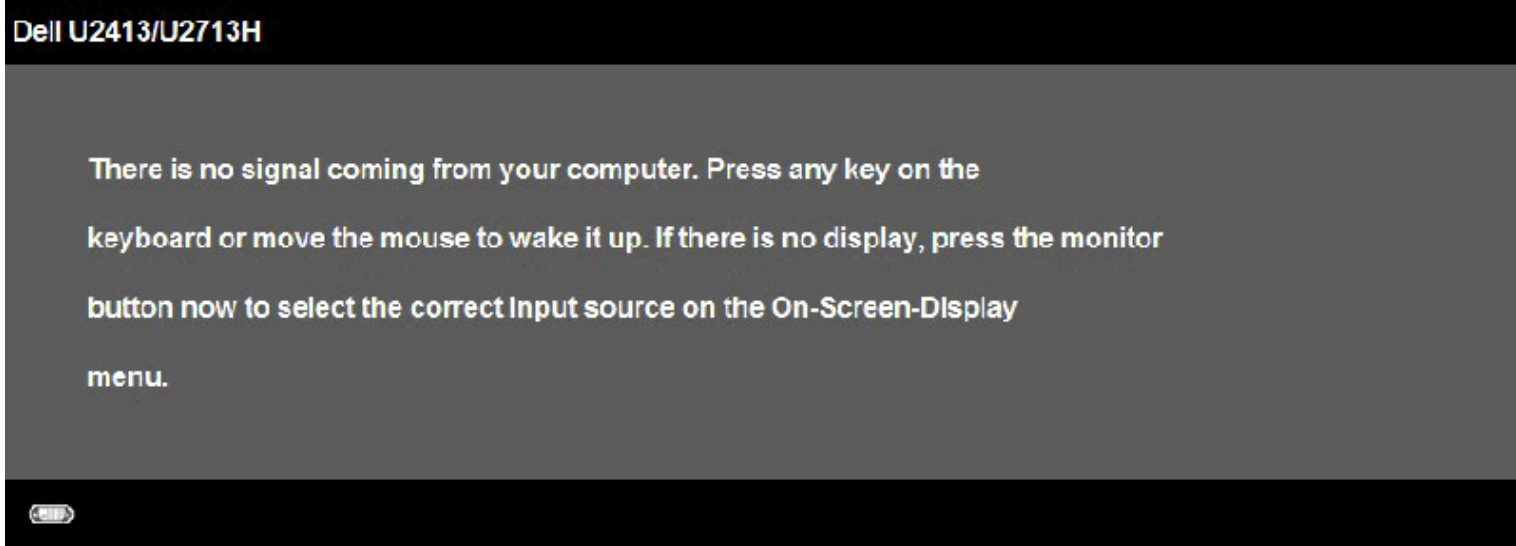 Dell U2413/U2713H
There is no signal coming from your computer. Press any key on the
keyboard or move the mouse to wake it up. If there is no display, press the monitor
button now to select the correct Input source on the On-Screen-Display
menu.